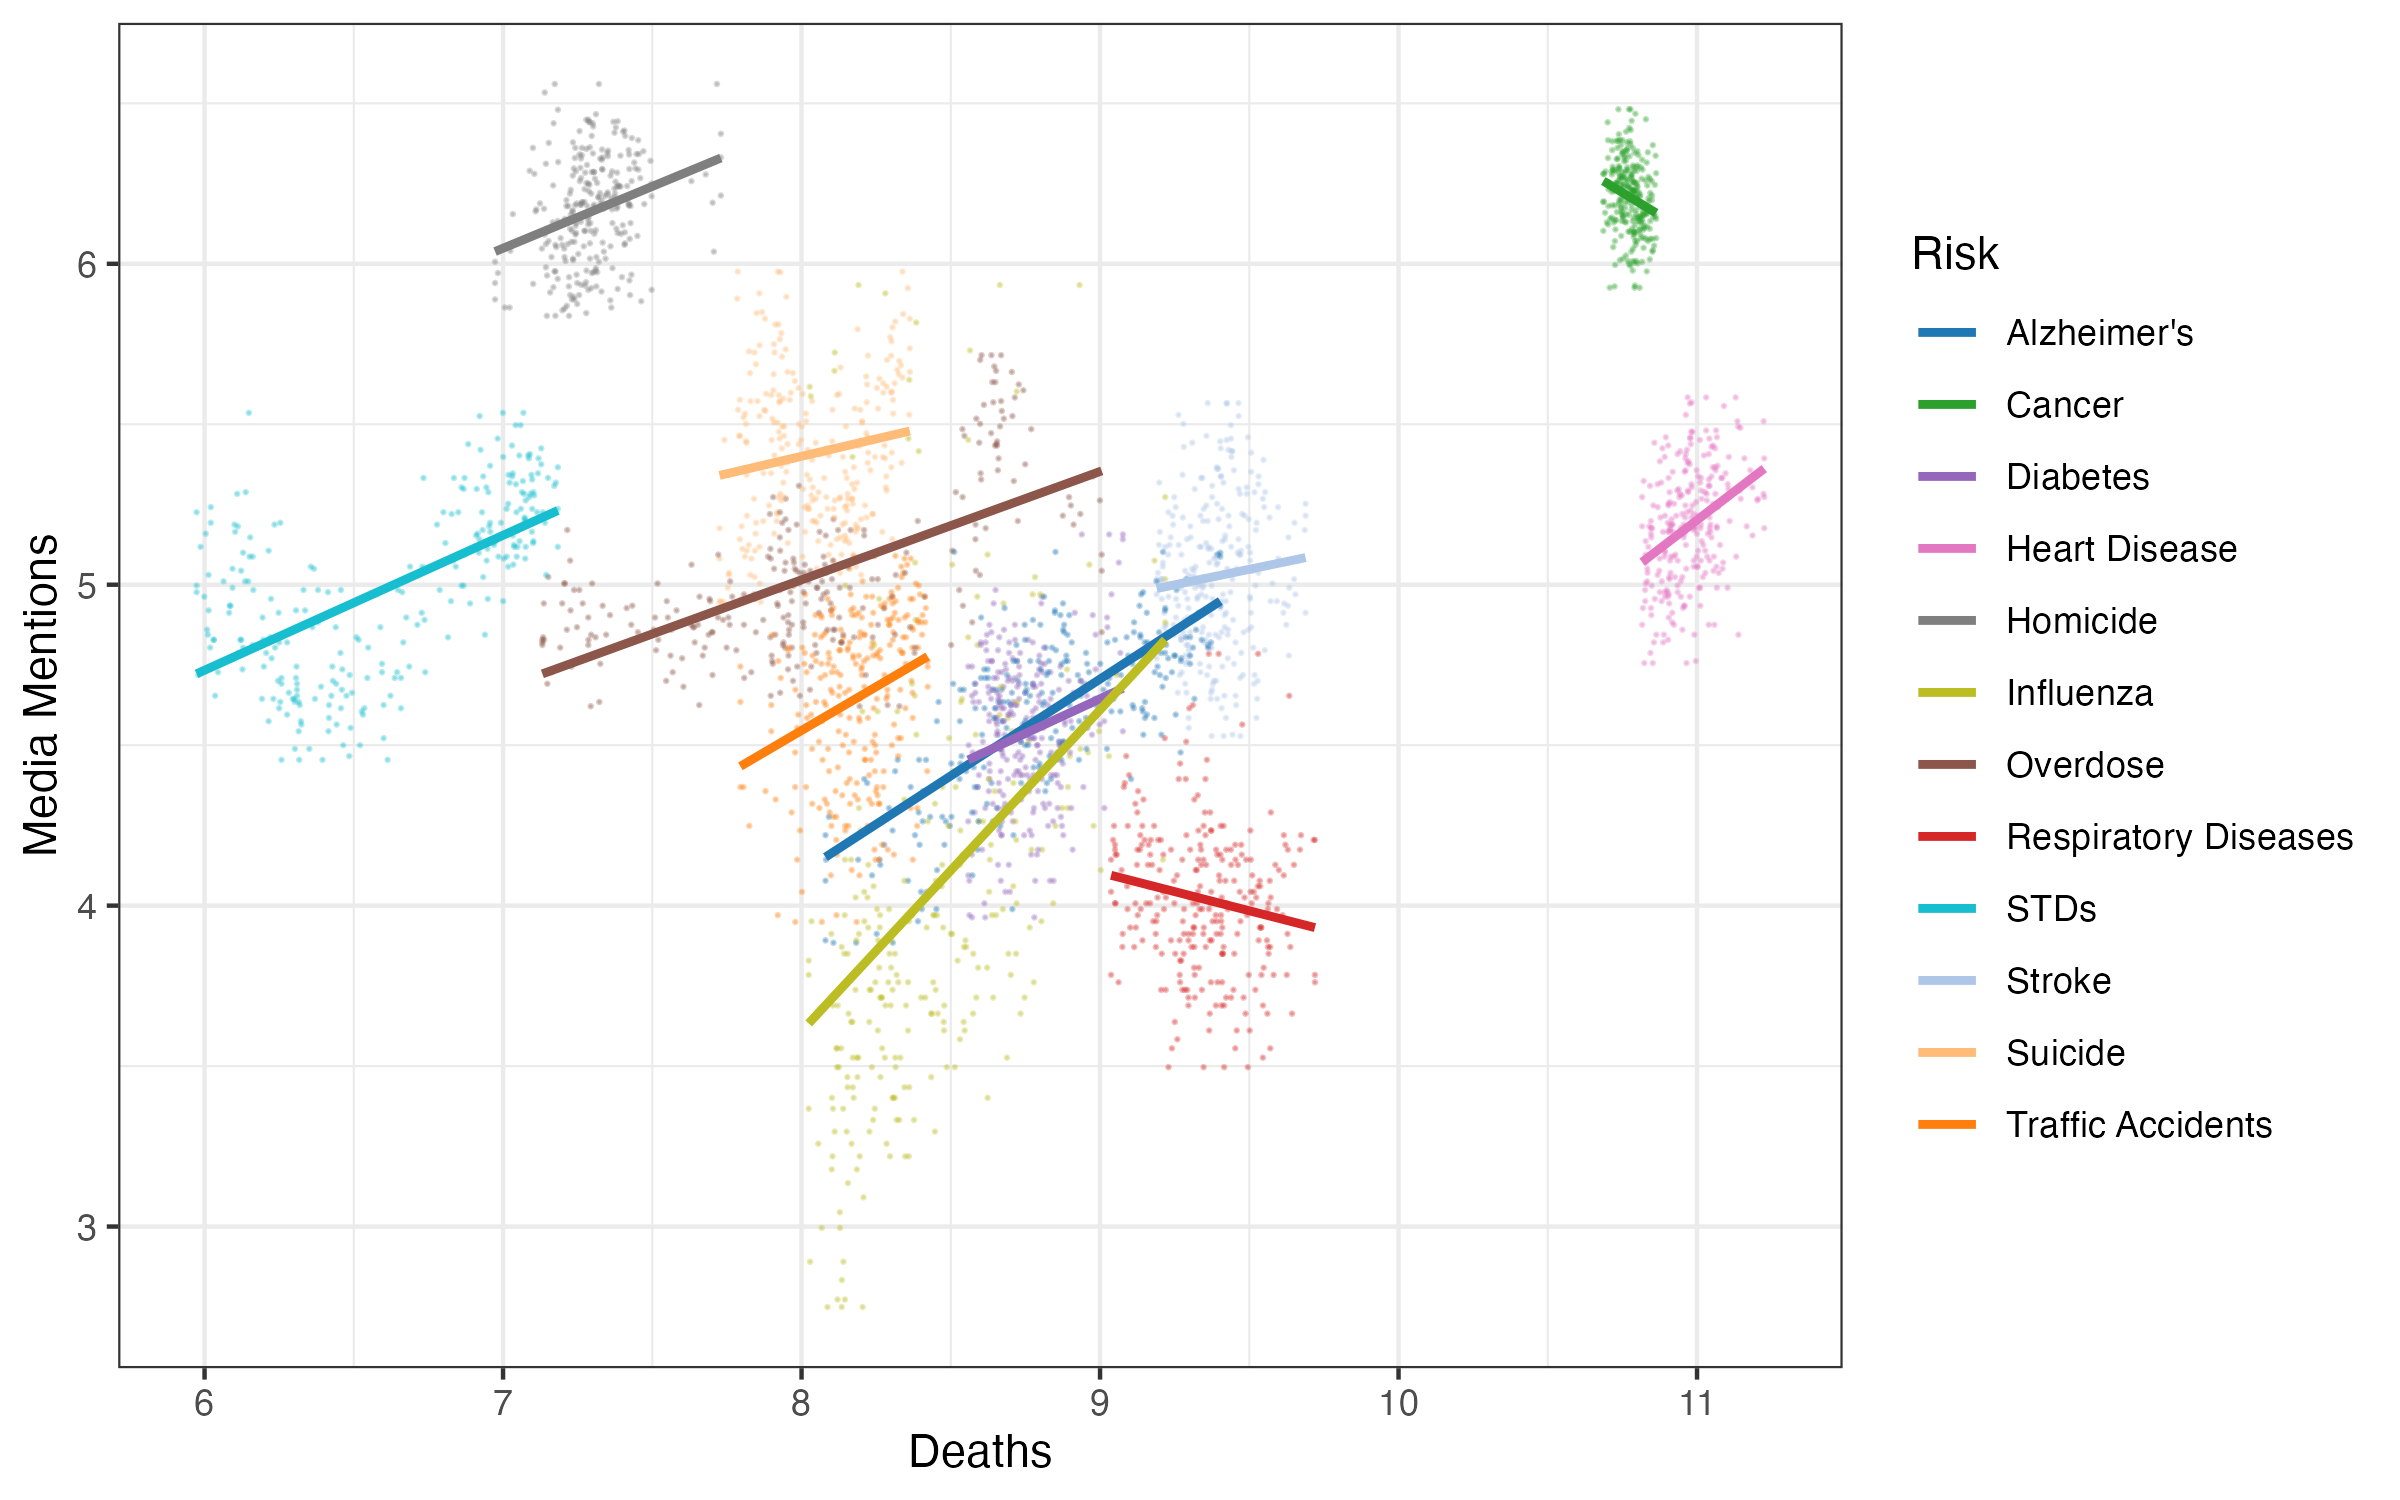 Media Mentions
6
5
4
3
6 7 8 9 10 11
Deaths
Risk
Alzheimer's
Cancer
Diabetes
Heart Disease
Homicide
Influenza
Overdose
Respiratory Diseases
STDs
Stroke
Suicide
Traffic Accidents